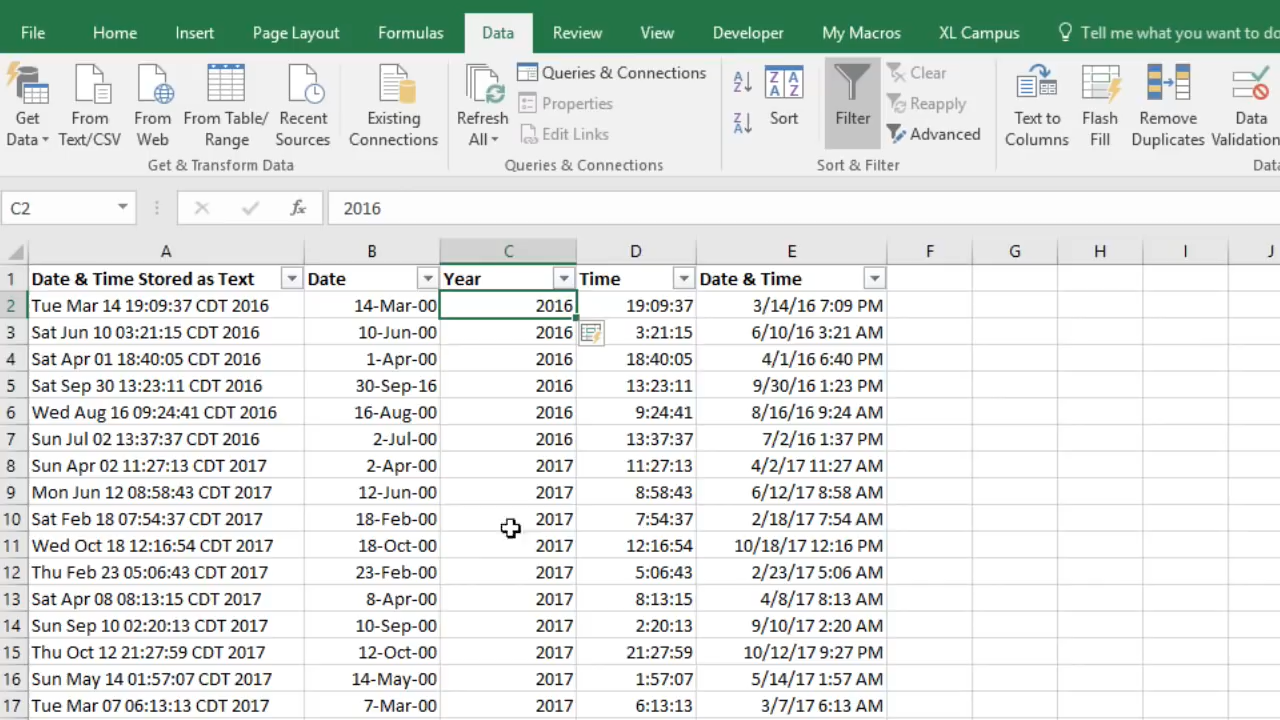 File Home Insert Page Layout Formulas Data Review View Developer My Macros XL Campus Tell me what you want to do
Get Data From Text/CSV From Web From Table/ Range Recent Sources Existing Connections Refresh All Queries & Connections Properties Edit Links A Z Z A Z A A Z Sort Filter Clear Reapply Advanced Text to Columns Flash Fill Remove Duplicates Data Validation
Get & Transform Data Queries & Connections Sort & Filter Data
C2 fx 2016
A B C D E F G H I J
1 Date & Time Stored as Text Date Year Time Date & Time
2 Tue Mar 14 19:09:37 CDT 2016 14-Mar-00 2016 19:09:37 3/14/16 7:09 PM
3 Sat Jun 10 03:21:15 CDT 2016 10-Jun-00 2016 3:21:15 6/10/16 3:21 AM
4 Sat Apr 01 18:40:05 CDT 2016 1-Apr-00 2016 18:40:05 4/1/16 6:40 PM
5 Sat Sep 30 13:23:11 CDT 2016 30-Sep-16 2016 13:23:11 9/30/16 1:23 PM
6 Wed Aug 16 09:24:41 CDT 2016 16-Aug-00 2016 9:24:41 8/16/16 9:24 AM
7 Sun Jul 02 13:37:37 CDT 2016 2-Jul-00 2016 13:37:37 7/2/16 1:37 PM
8 Sun Apr 02 11:27:13 CDT 2017 2-Apr-00 2017 11:27:13 4/2/17 11:27 AM
9 Mon Jun 12 08:58:43 CDT 2017 12-Jun-00 2017 8:58:43 6/12/17 8:58 AM
10 Sat Feb 18 07:54:37 CDT 2017 18-Feb-00 2017 7:54:37 2/18/17 7:54 AM
11 Wed Oct 18 12:16:54 CDT 2017 18-Oct-00 2017 12:16:54 10/18/17 12:16 PM
12 Thu Feb 23 05:06:43 CDT 2017 23-Feb-00 2017 5:06:43 2/23/17 5:06 AM
13 Sat Apr 08 08:13:15 CDT 2017 8-Apr-00 2017 8:13:15 4/8/17 8:13 AM
14 Sun Sep 10 02:20:13 CDT 2017 10-Sep-00 2017 2:20:13 9/10/17 2:20 AM
15 Thu Oct 12 21:27:59 CDT 2017 12-Oct-00 2017 21:27:59 10/12/17 9:27 PM
16 Sun May 14 01:57:07 CDT 2017 14-May-00 2017 1:57:07 5/14/17 1:57 AM
17 Tue Mar 07 06:13:13 CDT 2017 7-Mar-00 2017 6:13:13 3/7/17 6:13 AM